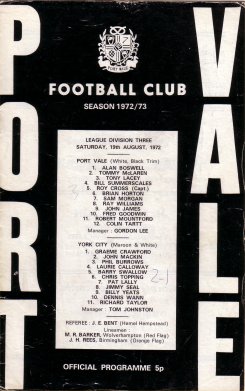 PORT
VALE
FOOTBALL CLUB
SEASON 1972/73
LEAGUE DIVISION THREE
SATURDAY, 19th AUGUST, 1972
PORT VALE (White, Black Trim)
1. ALAN BOSWELL
2. TOMMY McLAREN
3. TONY LACEY
4. BILL SUMMERSCALES
5. ROY CROSS (Capt.)
6. BRIAN HORTON
7. SAM MORGAN
8. RAY WILLIAMS
9. JOHN JAMES
10. FRED GOODWIN
11. ROBERT MOUNTFORD
12. COLIN TARTT
Manager: GORDON LEE
YORK CITY (Maroon & White)
1. GRAEME CRAWFORD
2. JOHN MACKIN
3. PHIL BURROWS
4. LAURIE CALLOWAY
5. BARRY SWALLOW
6. CHRIS TOPPING
7. PAT LALLY
8. JIMMY SEAL
9. BILLY YEATS
10. DENNIS WANN
11. RICHARD TAYLOR
Manager: TOM JOHNSTON
REFEREE: J. E. BENT (Hemel Hempstead)
Linesmen:
W. R. BARKER, Wolverhampton (Red Flag)
J. H. REES, Birmingham (Orange Flag)
OFFICIAL PROGRAMME 5p